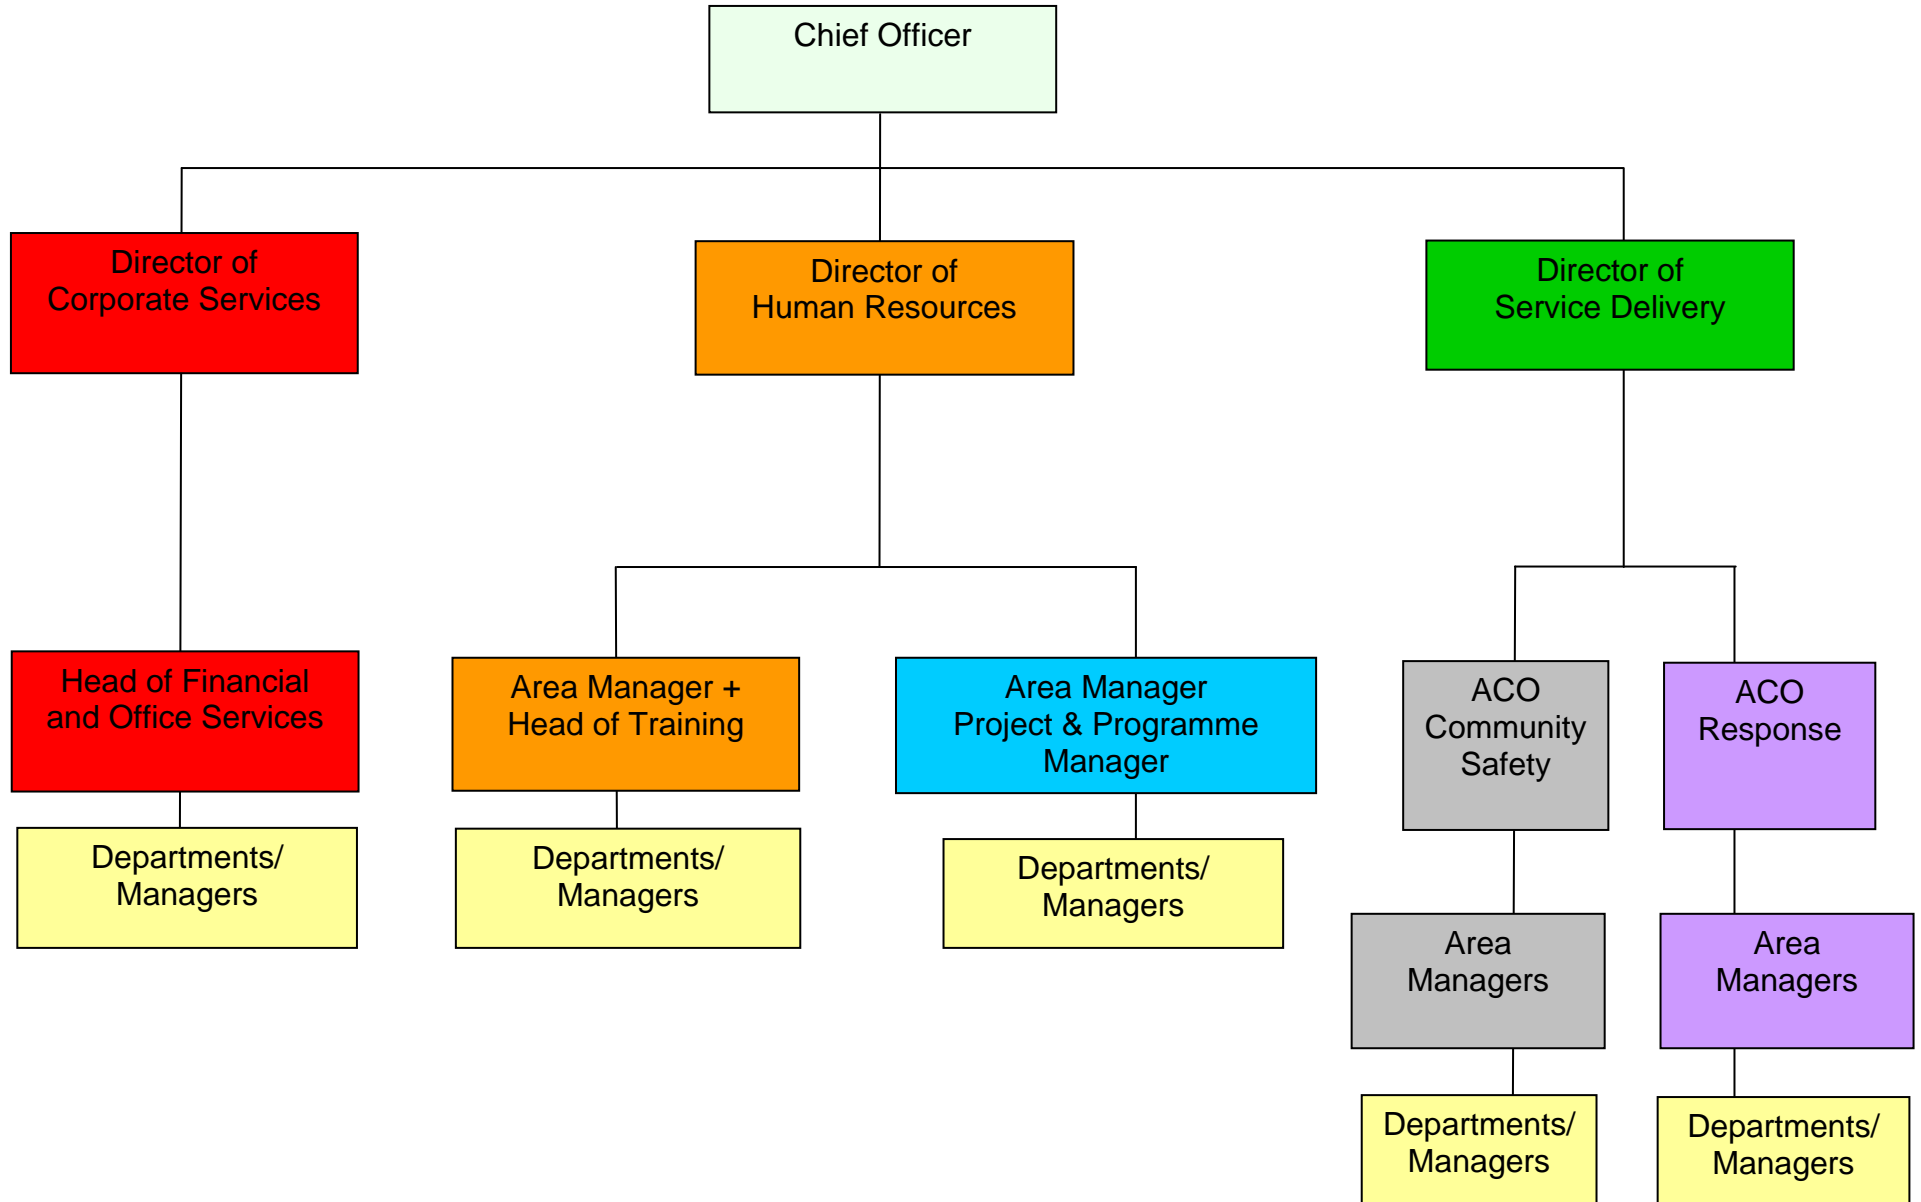 Chief Officer
Director of
Corporate Services
Director of
Human Resources
Director of
Service Delivery
Head of Financial
and Office Services
Area Manager +
Head of Training
Area Manager
Project & Programme
Manager
ACO
Community
Safety
ACO
Response
Departments/
Managers
Departments/
Managers
Departments/
Managers
Area
Managers
Area
Managers
Departments/
Managers
Departments/
Managers